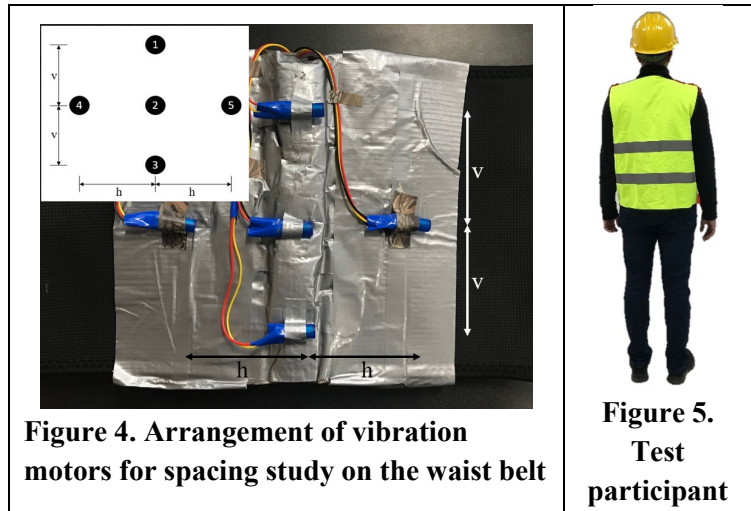 1
v
4
2
5
v
3
h
h
v
v
h
h
Figure 4. Arrangement of vibration
motors for spacing study on the waist belt
Figure 5.
Test
participant